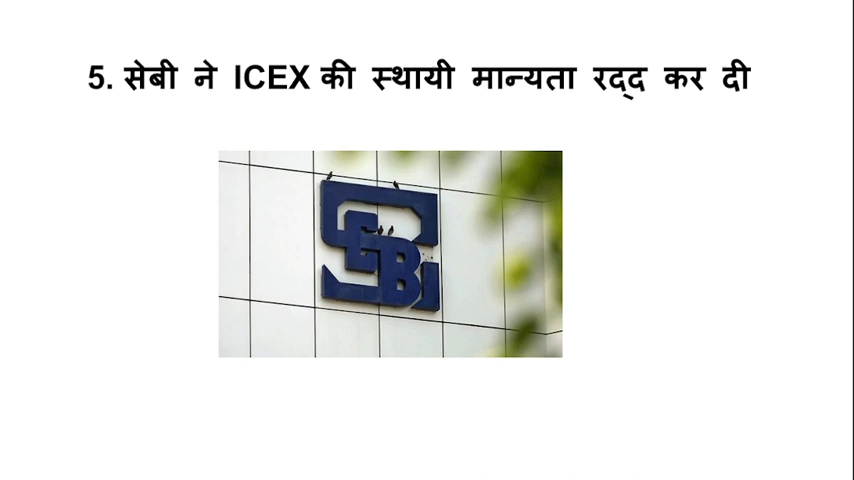 5. सेबी ने ICEX की स्थायी मान्यता रद्द कर दी
SEBI